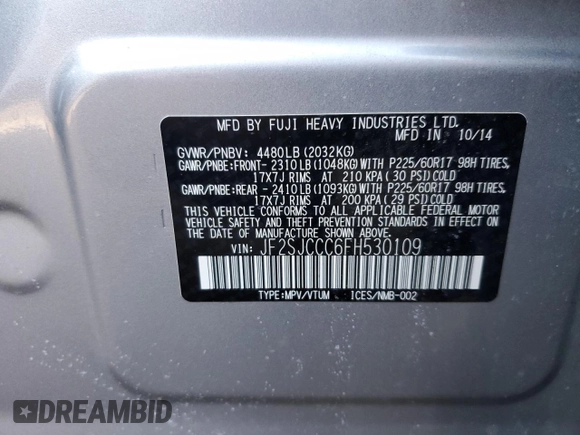 MFD BY FUJI HEAVY INDUSTRIES LTD.
MFD IN 10/14
GVWR/PNBV: 4480LB (2032KG)
GAWR/PNBE:FRONT- 2310LB (1048KG) WITH P225/60R17 98H TIRES,
17X7J RIMS AT 210 KPA (30 PSI) COLD
GAWR/PNBE:REAR - 2410LB (1093KG) WITH P225/60R17 98H TIRES,
17X7J RIMS AT 200 KPA (29 PSI) COLD
THIS VEHICLE CONFORMS TO ALL APPLICABLE FEDERAL MOTOR
VEHICLE SAFETY, BUMPER, AND THEFT PREVENTION
STANDARDS IN EFFECT ON THE DATE OF MANUFACTURE
SHOWN ABOVE.
VIN: JF2SJCCC6FH530109
TYPE:MPV/VTUM ICES/NMB-002
DREAMBID